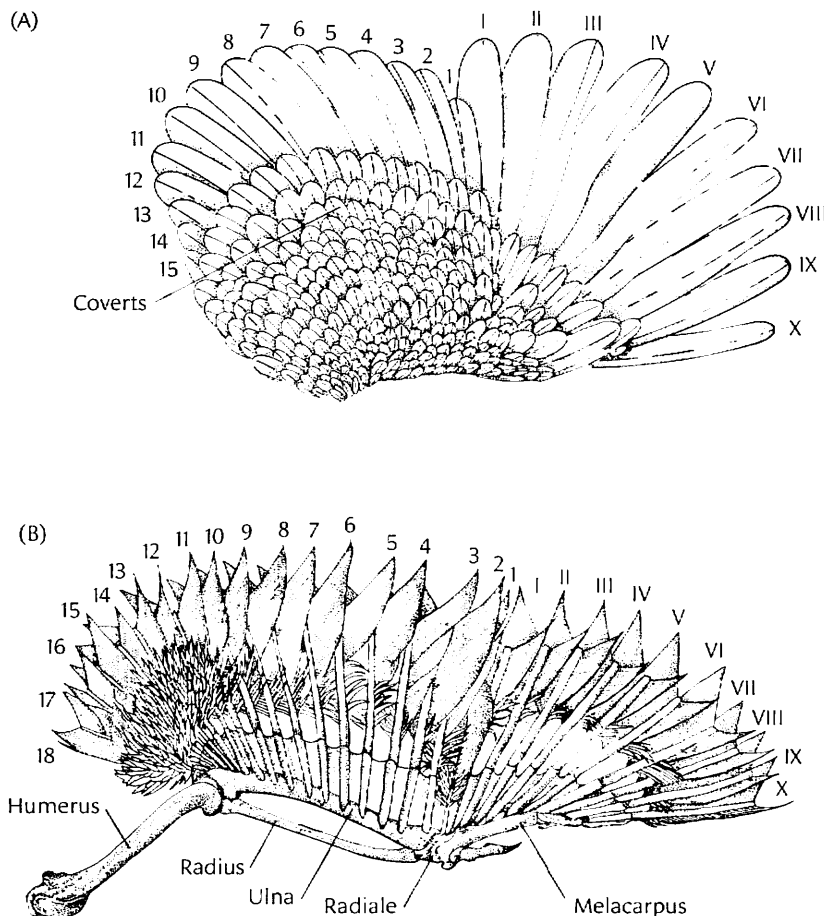 (A)
1
2
3
4
5
6
7
8
9
10
11
12
13
14
15
I
II
III
IV
V
VI
VII
VIII
IX
X
Coverts
(B)
1
2
3
4
5
6
7
8
9
10
11
12
13
14
15
16
17
18
I
II
III
IV
V
VI
VII
VIII
IX
X
Humerus
Radius
Ulna
Radiale
Melacarpus